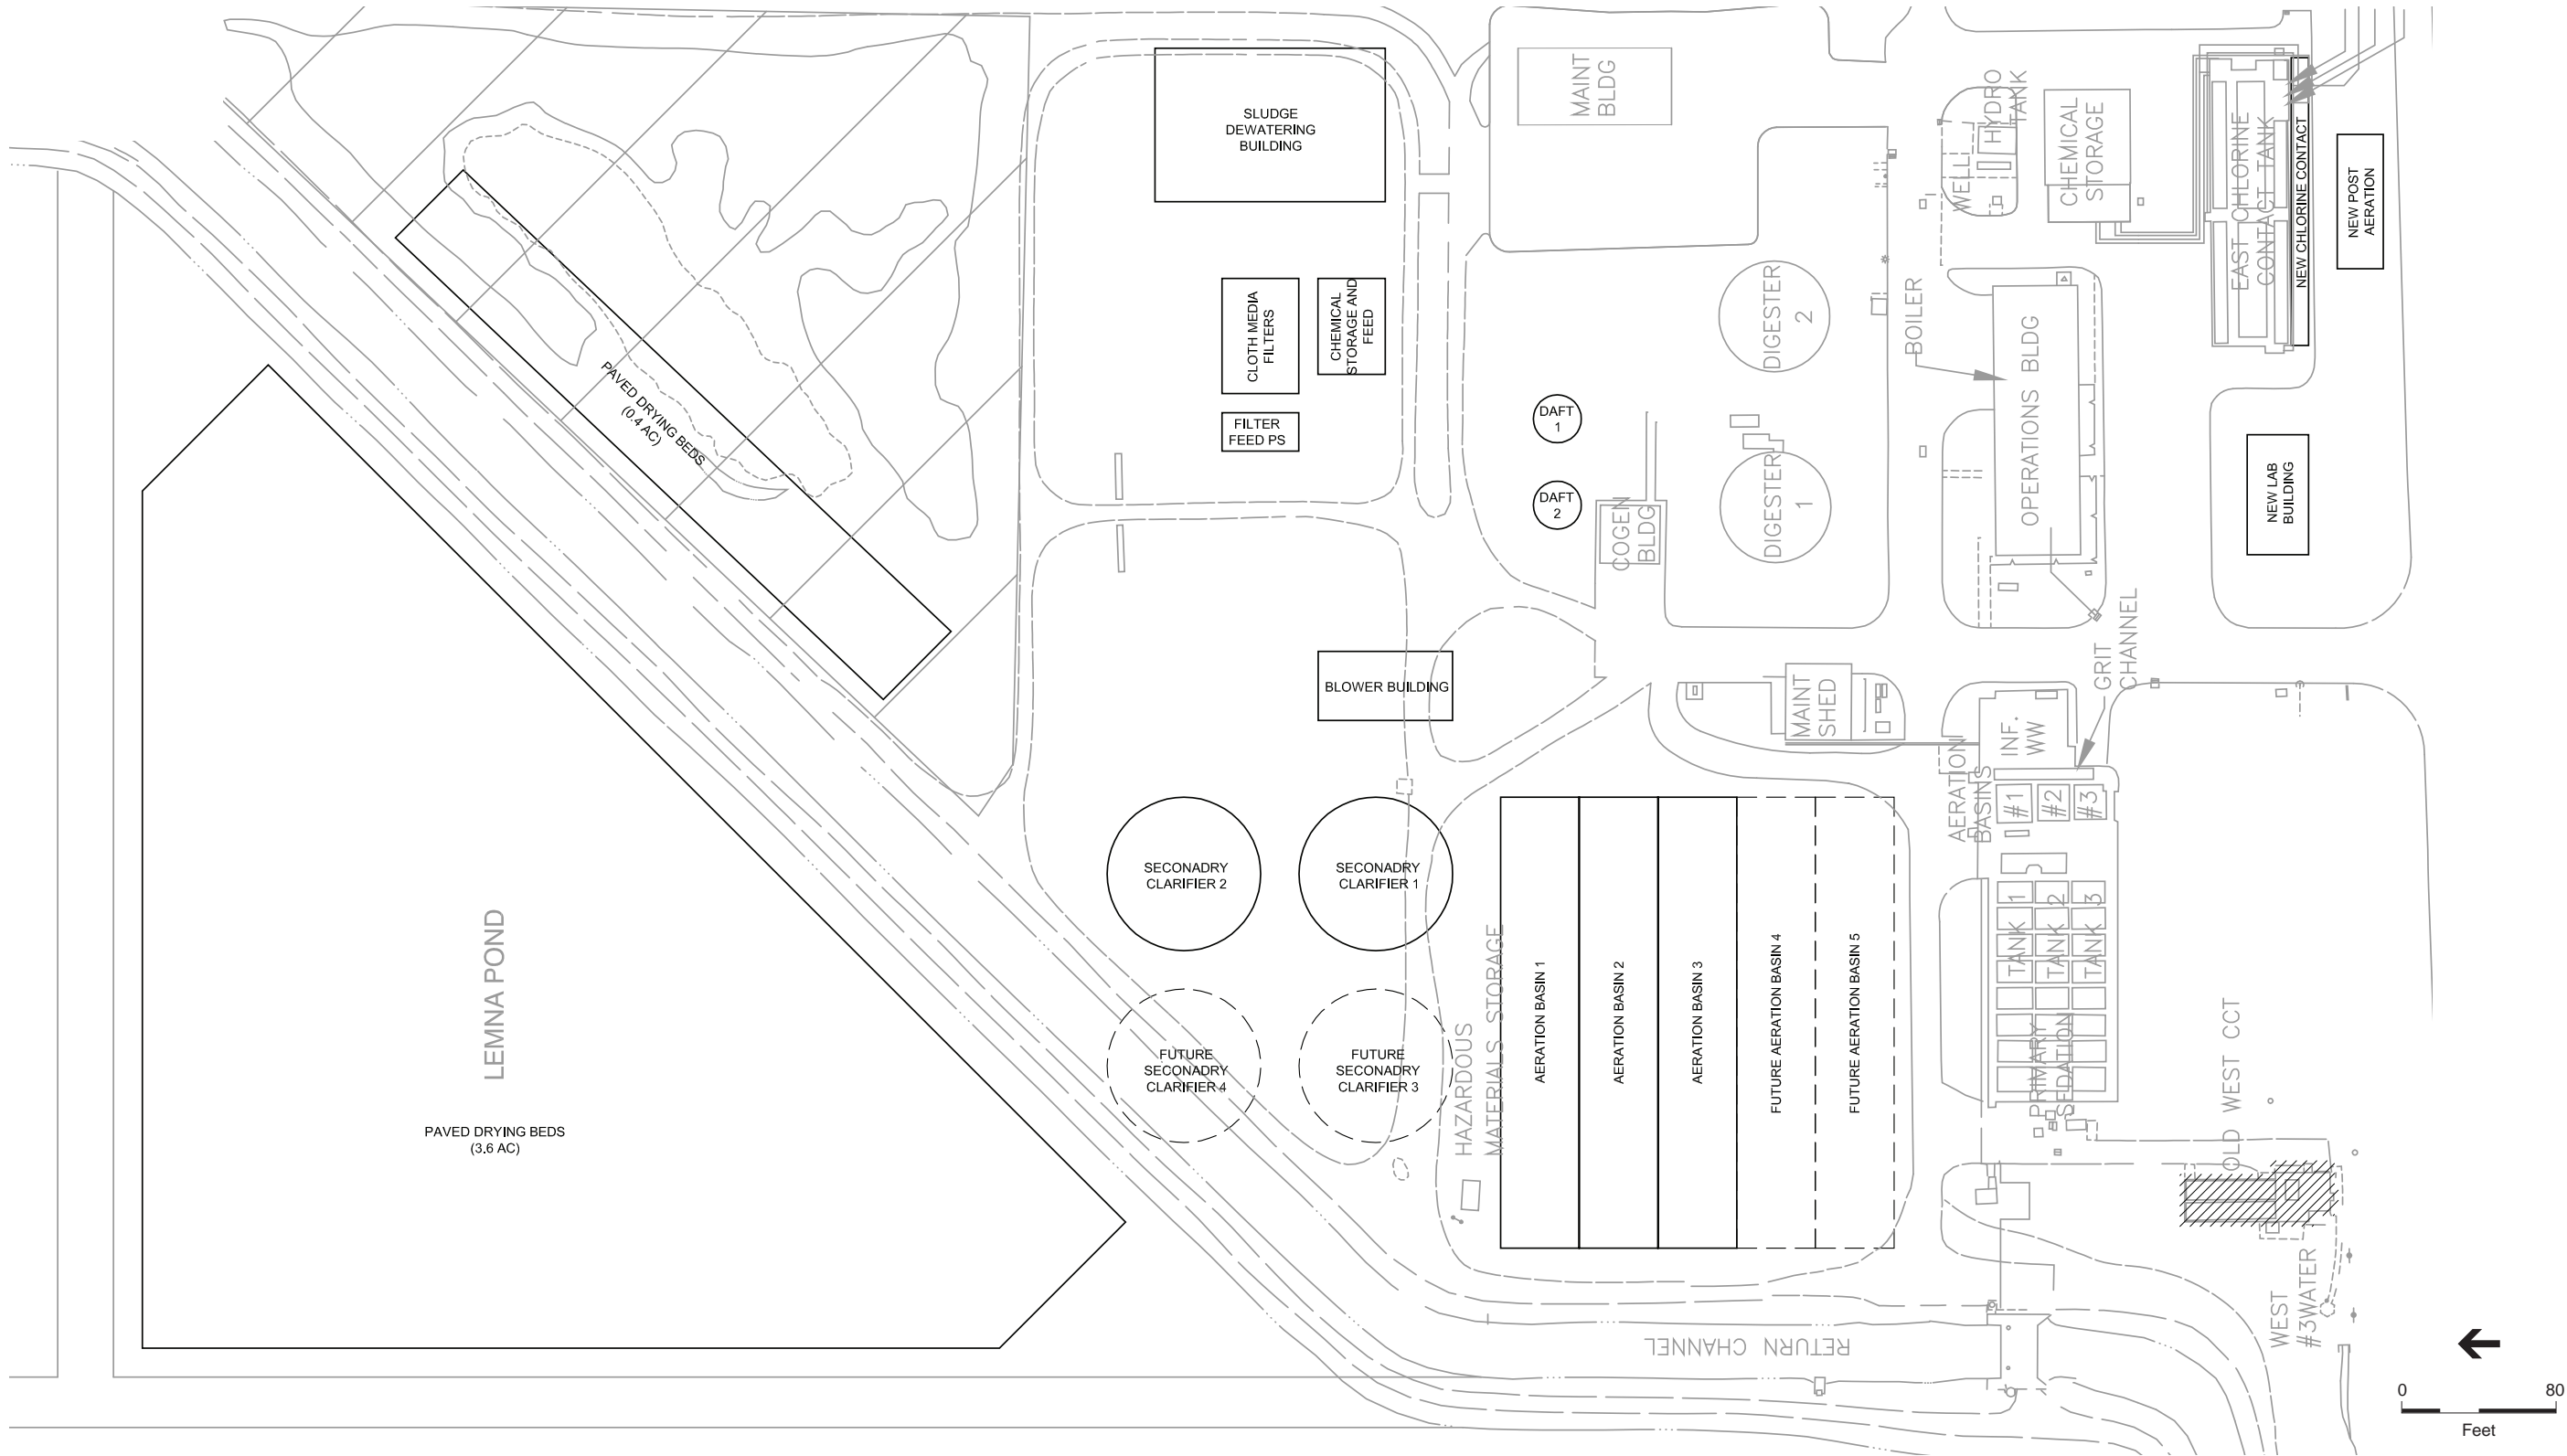 SLUDGE
DEWATERING
BUILDING
MAINT
BLDG
HYDRO
TANK
WELL
CHEMICAL
STORAGE
EAST CHLORINE
CONTACT TANK
NEW CHLORINE CONTACT
NEW POST
AERATION
CLOTH MEDIA
FILTERS
CHEMICAL
STORAGE AND
FEED
FILTER
FEED PS
DIGESTER
2
BOILER
OPERATIONS BLDG
DAFT
1
DAFT
2
COGEN
BLDG
DIGESTER
1
NEW LAB
BUILDING
PAVED DRYING BEDS
(0.4 AC)
BLOWER BUILDING
MAINT
SHED
GRIT
CHANNEL
INF.
WW
AERATION
BASINS
#1
#2
#3
SECONADRY
CLARIFIER 2
SECONADRY
CLARIFIER 1
TANK 1
TANK 2
TANK 3
LEMNA POND
PAVED DRYING BEDS
(3.6 AC)
FUTURE
SECONADRY
CLARIFIER 4
FUTURE
SECONADRY
CLARIFIER 3
HAZARDOUS
MATERIALS STORAGE
AERATION BASIN 1
AERATION BASIN 2
AERATION BASIN 3
FUTURE AERATION BASIN 4
FUTURE AERATION BASIN 5
PRIMARY
SEDATION
OLD WEST CCT
WEST
#3WATER
RETURN CHANNEL
0
80
Feet